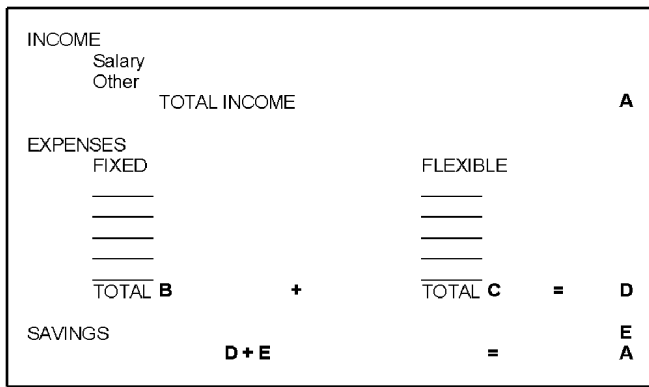 INCOME
Salary
Other
TOTAL INCOME A
EXPENSES
FIXED FLEXIBLE
TOTAL B + TOTAL C = D
SAVINGS E
D + E = A